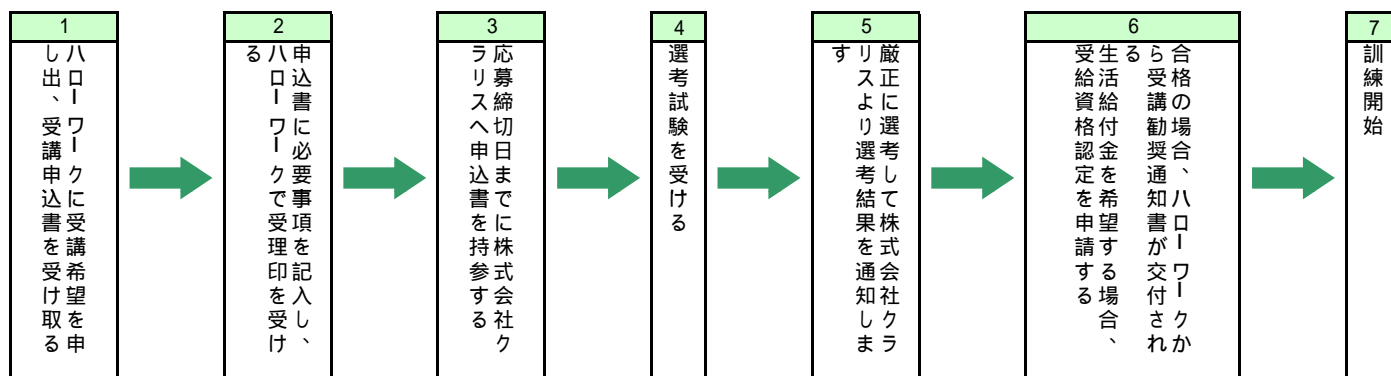 1
ハローワークに受講希望を申
し出、受講申込書を受け取る
2
申込書に必要事項を記入し、
ハローワークで受理印を受け
る
3
応募締切日までに株式会社ク
ラリスへ申込書を持参する
4
選考試験を受ける
5
厳正に選考して株式会社クラ
リスより選考結果を通知しま
す
6
合格の場合、ハローワークか
ら受講勧奨通知書が交付され
る
生活給付金を希望する場合、
受給資格認定を申請する
7
訓練開始